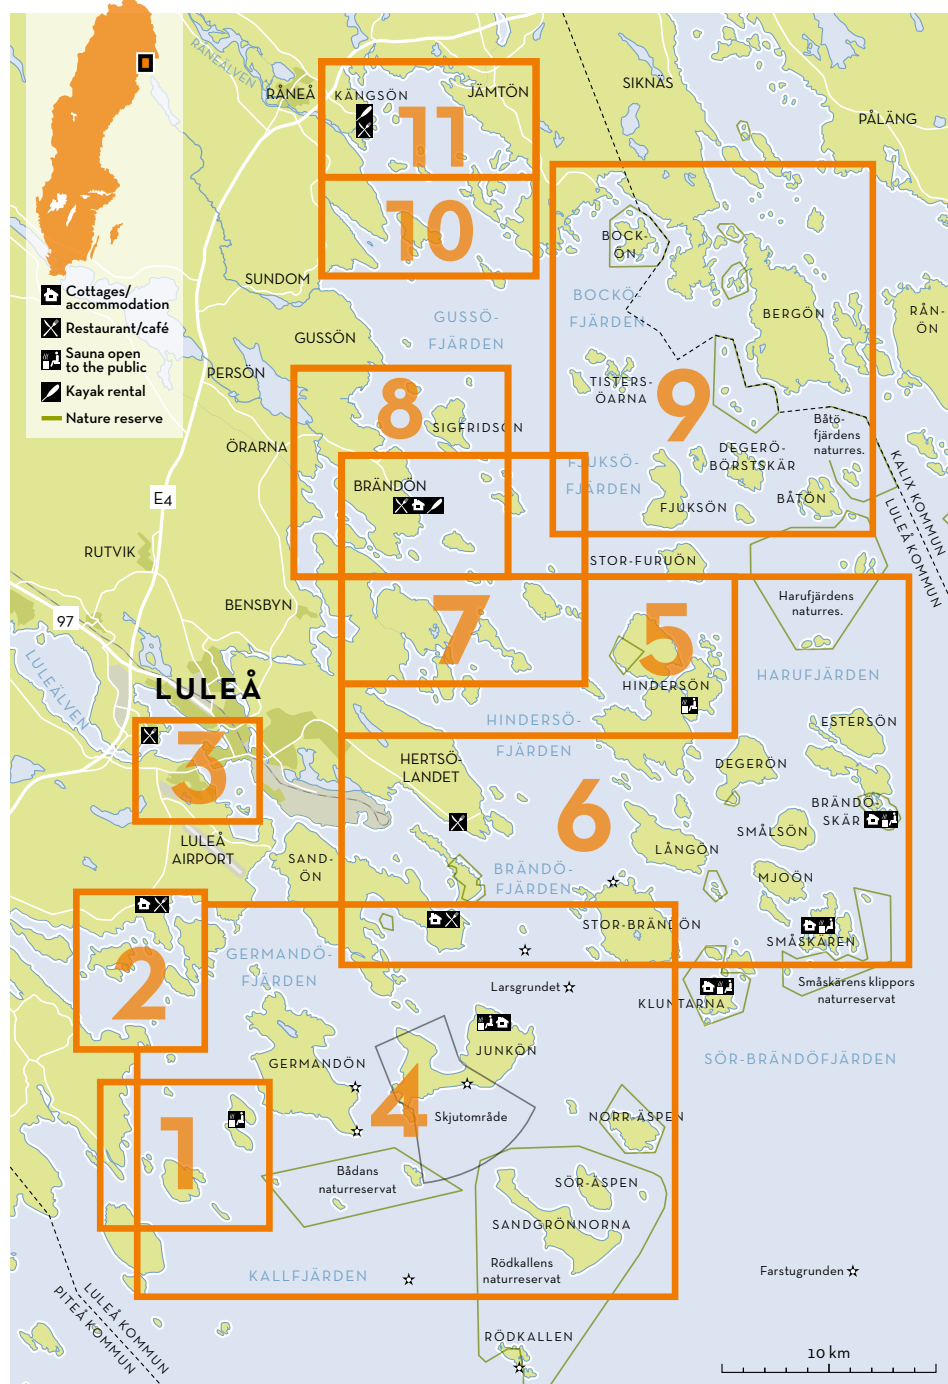 RÅNEÄLVEN
RÅNEÅ
KÄNGSÖN
JÄMTÖN
SIKNÄS
PÅLÄNG
11
10
BOCK-
ÖN
SUNDOM
BOCKÖ-
FJÄRDEN
BERGÖN
RÅN-
ÖN
GUSSÖ-
FJÄRDEN
Cottages/
accommodation
Restaurant/café
Sauna open
to the public
Kayak rental
Nature reserve
GUSSÖN
PERSÖN
TISTERS-
ÖARNA
9
8
SIGFRIDSÖN
Båtö-
fjärdens
naturres.
ÖRARNA
DEGERÖ-
BÖRSTSKÄR
FJUKSÖ-
FJÄRDEN
KALIX KOMMUN
LULEÅ KOMMUN
BRÄNDÖN
E4
FJUKSÖN
BÅTÖN
RUTVIK
STOR-FURUÖN
Harufjärdens
naturres.
BENSBYN
97
7
5
LULEÄLVEN
LULEÅ
HINDERSÖN
HARUFJÄRDEN
HINDERSÖ-
FJÄRDEN
ESTERSÖN
3
HERTSÖ-
LANDET
DEGERÖN
6
BRÄNDÖ-
SKÄR
SMÅLSÖN
LULEÅ
AIRPORT
SAND-
ÖN
LÅNGÖN
BRÄNDÖ-
FJÄRDEN
MJOÖN
STOR-BRÄNDÖN
SMÅSKÄREN
2
GERMANDÖ-
FJÄRDEN
Larsgrundet
KLUNTARNA
Småskärens klippors
naturreservat
JUNKÖN
GERMANDÖN
SÖR-BRÄNDÖFJÄRDEN
4
Skjutområde
NORR-ÄSPEN
1
Bådans
naturreservat
SÖR-ÄSPEN
SANDGRÖNNORNA
Rödkallens
naturreservat
KALLFJÄRDEN
Farstugrunden
LULEÅ KOMMUN
PITEÅ KOMMUN
RÖDKALLEN
10 km